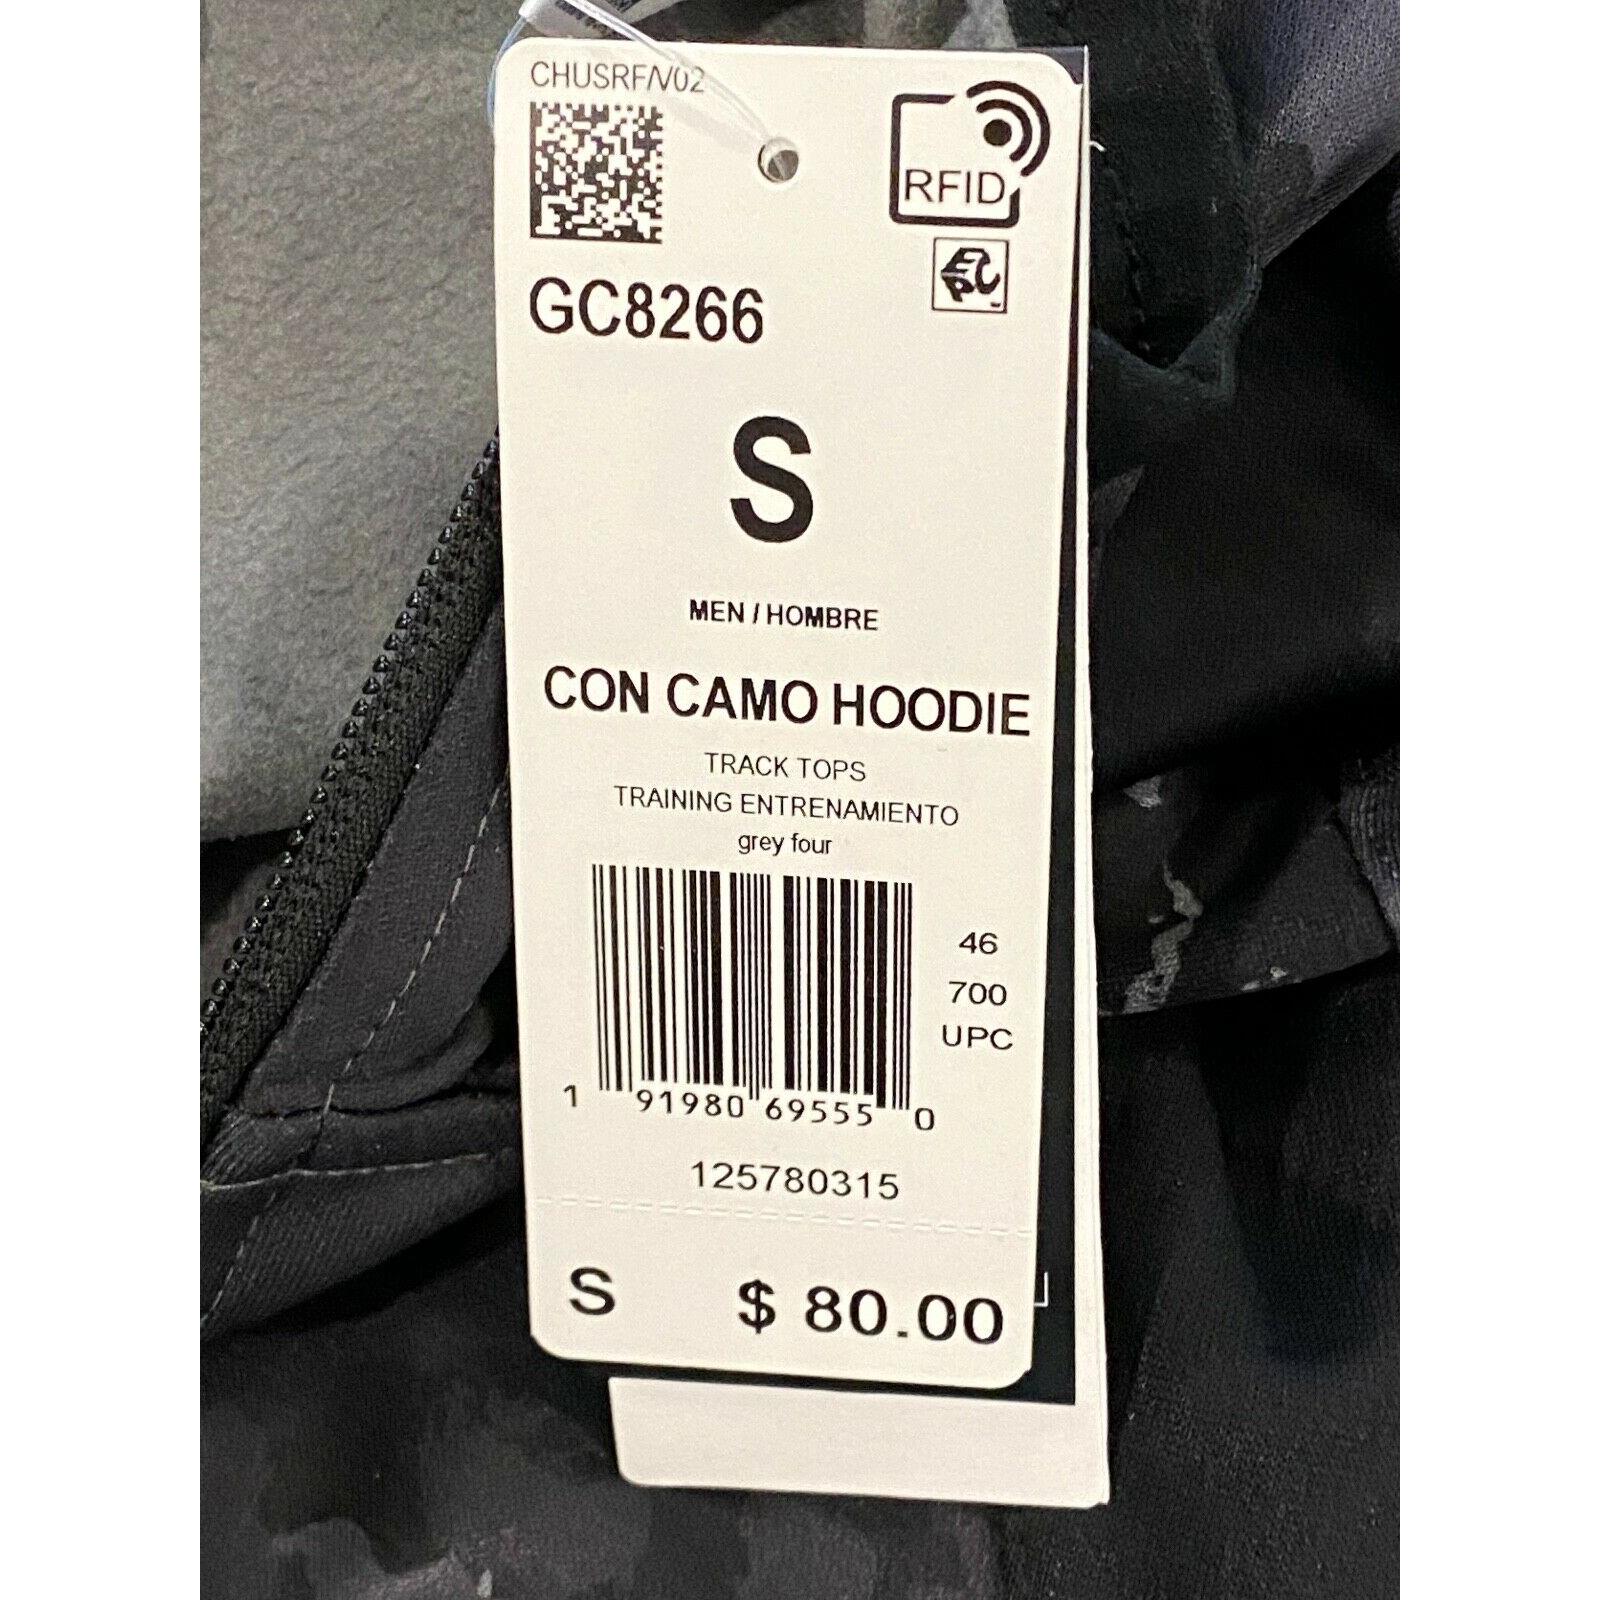 CHUSRF/V02
RFID
EPC
GC8266
S
MEN / HOMBRE
CON CAMO HOODIE
TRACK TOPS
TRAINING ENTRENAMIENTO
grey four
46
700
UPC
1 91980 69555 0
125780315
S $ 80.00